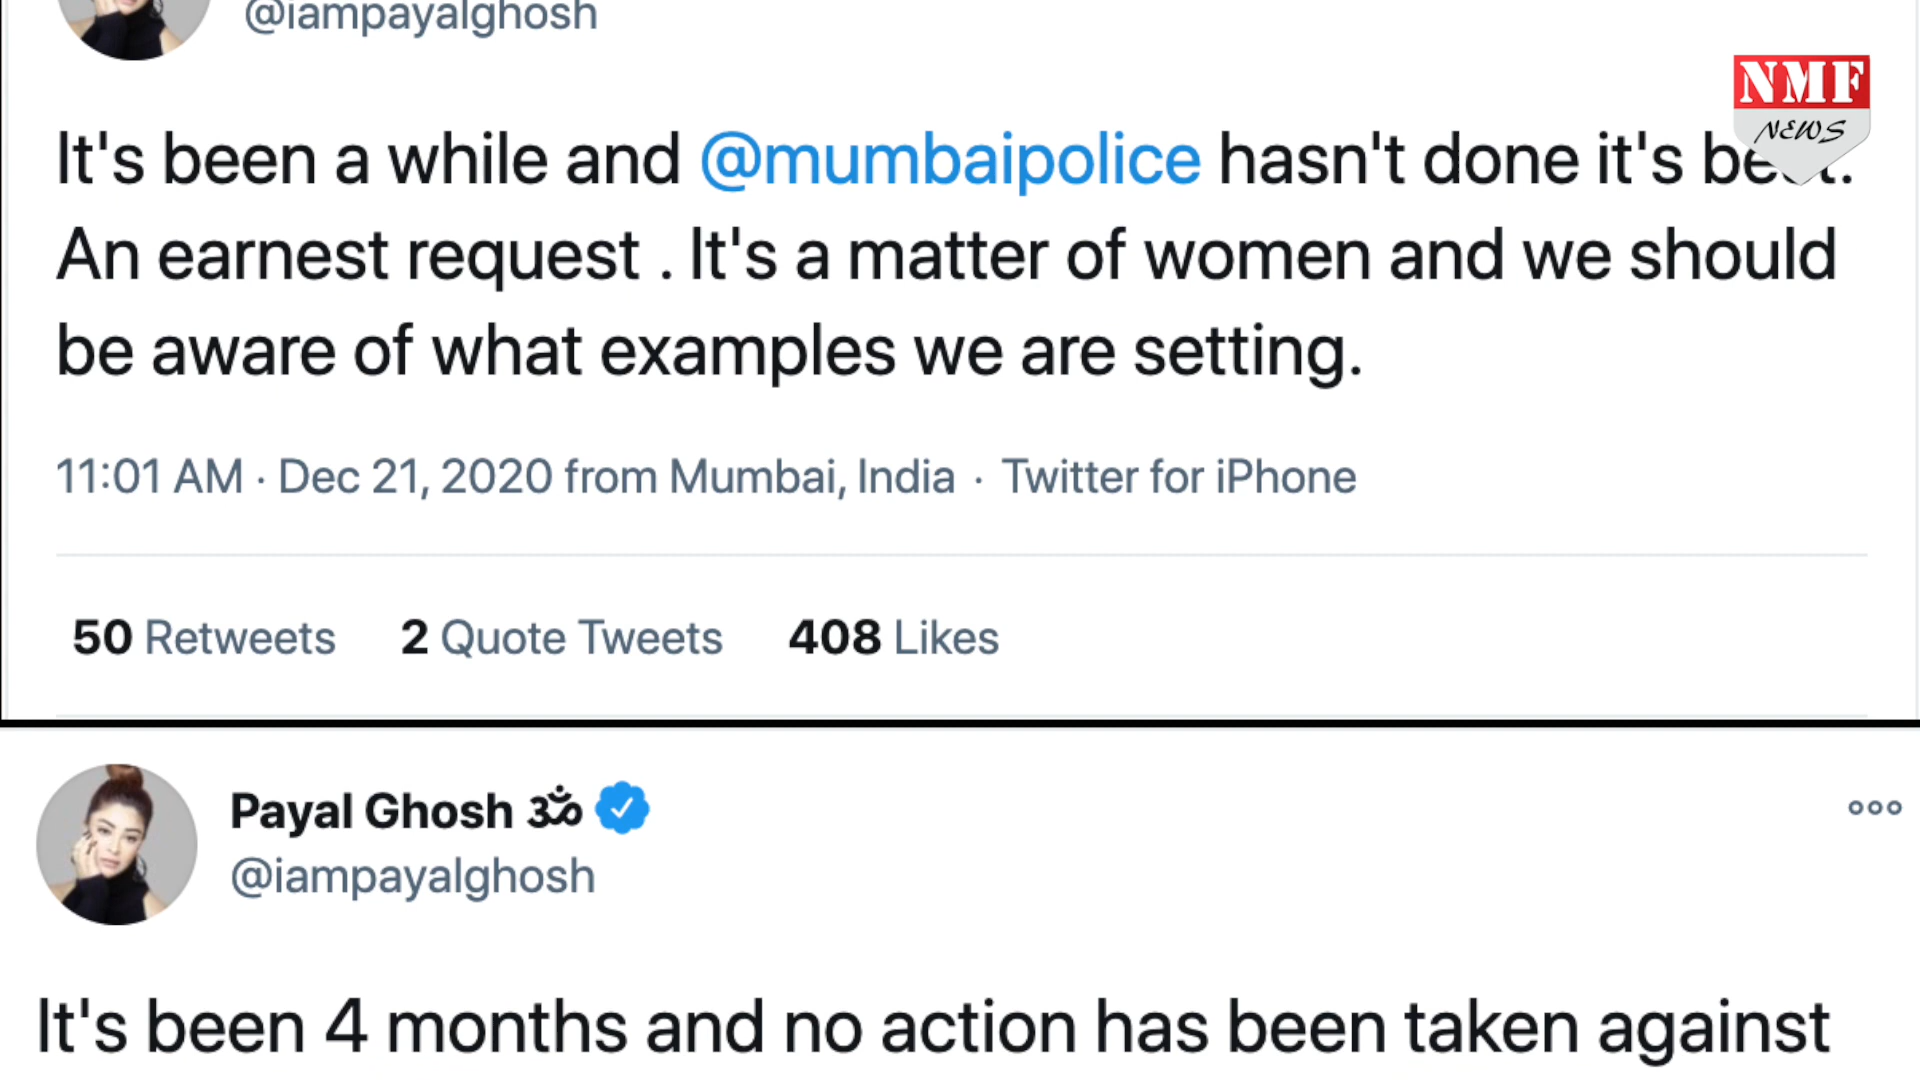 @iampayalghosh
NMF
NEWS
It's been a while and @mumbaipolice hasn't done it's
An earnest request . It's a matter of women and we should
be aware of what examples we are setting.
11:01 AM · Dec 21, 2020 from Mumbai, India · Twitter for iPhone
50 Retweets 2 Quote Tweets 408 Likes
Payal Ghosh ॐ
@iampayalghosh
It's been 4 months and no action has been taken against